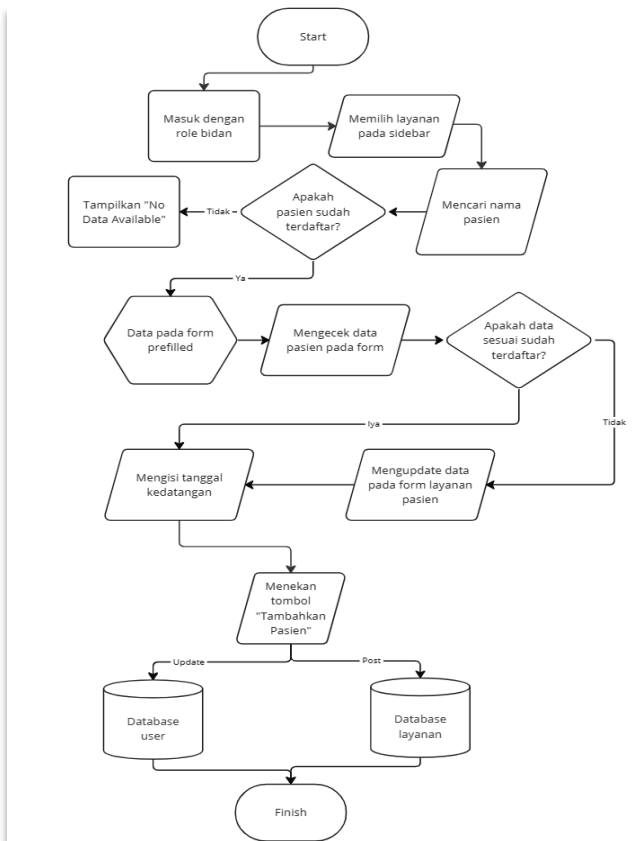 Start
Masuk dengan
role bidan
Memilih layanan
pada sidebar
Tampilkan "No
Data Available"
Tidak
Apakah
pasien sudah
terdaftar?
Mencari nama
pasien
Ya
Data pada form
prefilled
Mengecek data
pasien pada form
Apakah data
sesuai sudah
terdaftar?
Iya
Tidak
Mengisi tanggal
kedatangan
Mengupdate data
pada form layanan
pasien
Menekan
tombol
"Tambahkan
Pasien"
Update
Post
Database
user
Database
layanan
Finish